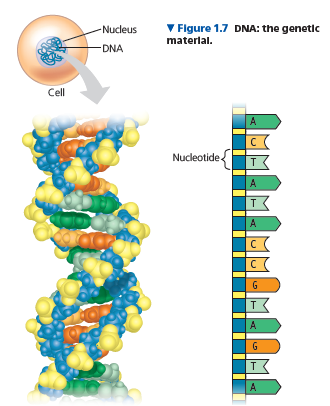 Nucleus
DNA
Cell
▼ Figure 1.7 DNA: the genetic
material.
Nucleotide
A
C
T
A
T
A
C
C
G
T
A
G
T
A